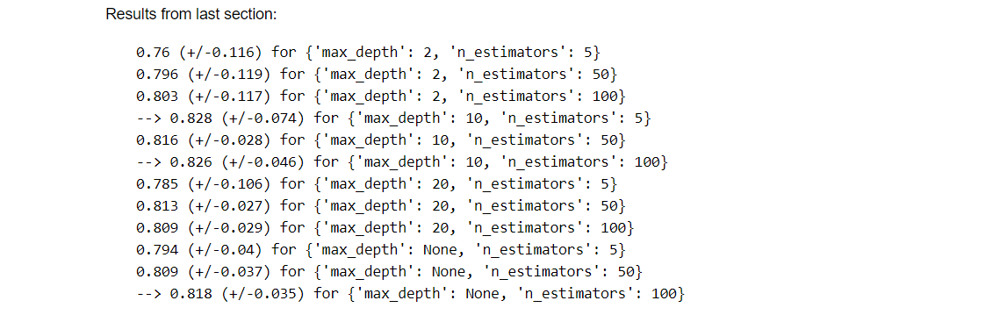 Results from last section:
0.76 (+/-0.116) for {'max_depth': 2, 'n_estimators': 5}
0.796 (+/-0.119) for {'max_depth': 2, 'n_estimators': 50}
0.803 (+/-0.117) for {'max_depth': 2, 'n_estimators': 100}
--> 0.828 (+/-0.074) for {'max_depth': 10, 'n_estimators': 5}
0.816 (+/-0.028) for {'max_depth': 10, 'n_estimators': 50}
--> 0.826 (+/-0.046) for {'max_depth': 10, 'n_estimators': 100}
0.785 (+/-0.106) for {'max_depth': 20, 'n_estimators': 5}
0.813 (+/-0.027) for {'max_depth': 20, 'n_estimators': 50}
0.809 (+/-0.029) for {'max_depth': 20, 'n_estimators': 100}
0.794 (+/-0.04) for {'max_depth': None, 'n_estimators': 5}
0.809 (+/-0.037) for {'max_depth': None, 'n_estimators': 50}
--> 0.818 (+/-0.035) for {'max_depth': None, 'n_estimators': 100}